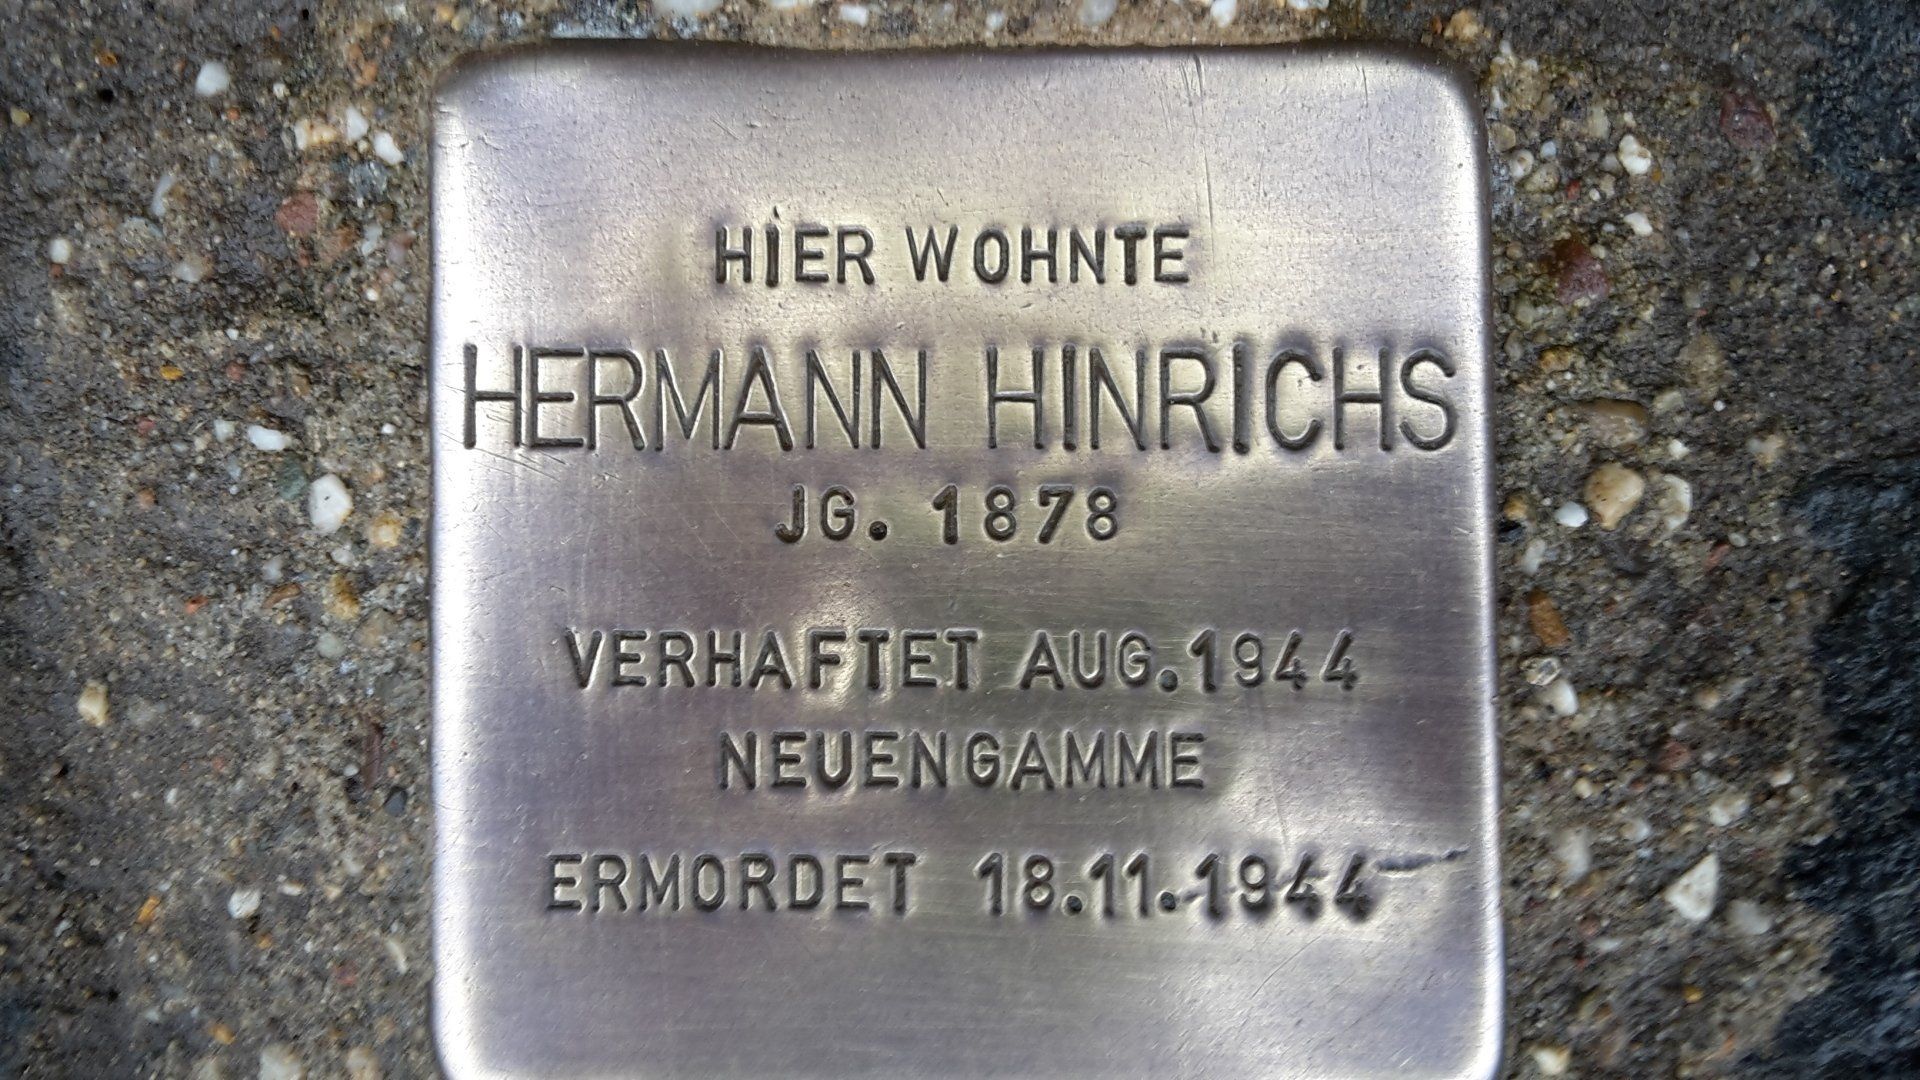 HIER WOHNTE
HERMANN HINRICHS
JG. 1878
VERHAFTET AUG. 1944
NEUENGAMME
ERMORDET 18.11.1944